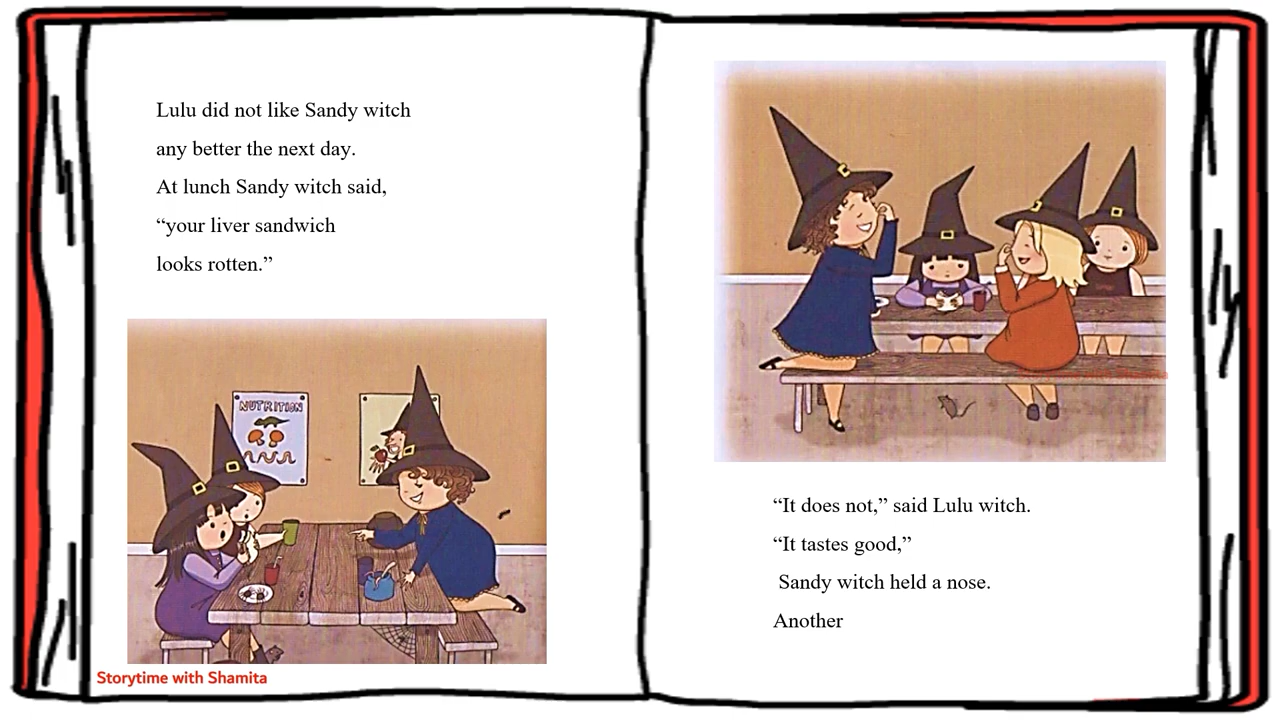 Lulu did not like Sandy witch
any better the next day.
At lunch Sandy witch said,
“your liver sandwich
looks rotten.”
NUTRITION
Storytime with Shamita
“It does not,” said Lulu witch.
“It tastes good,”
Sandy witch held a nose.
Another